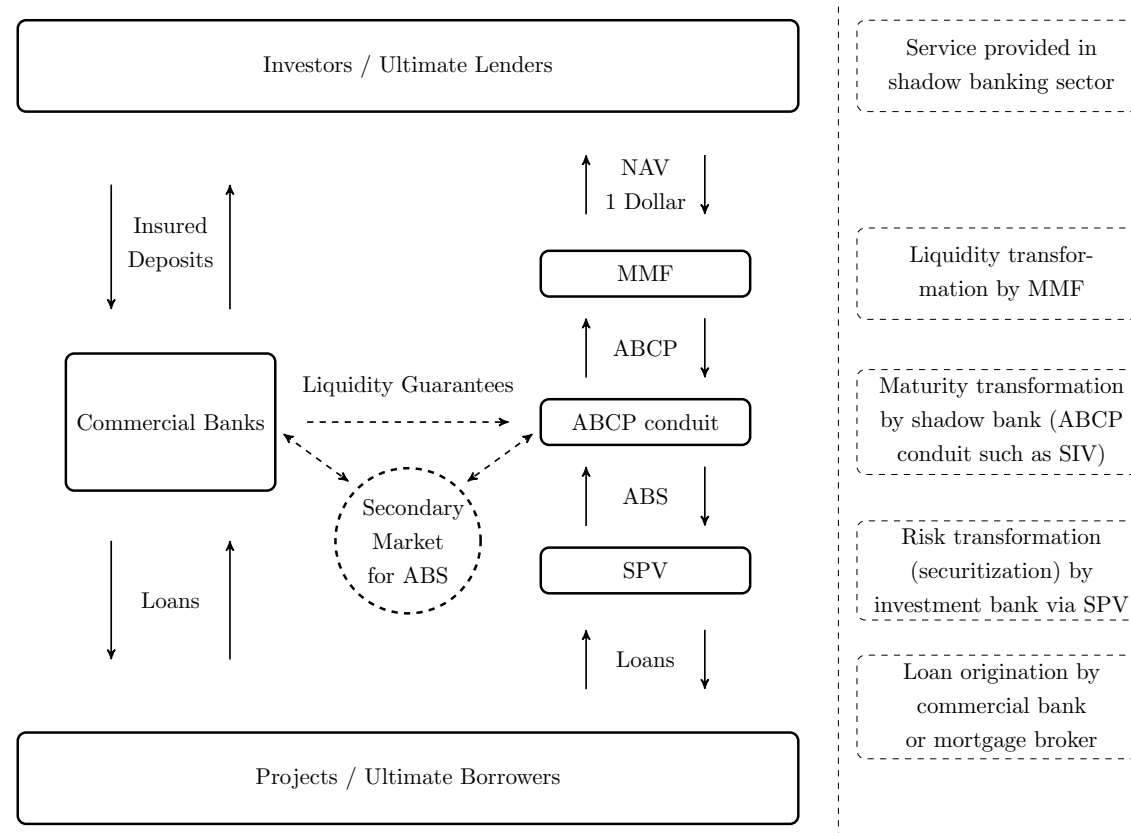 Investors / Ultimate Lenders
Service provided in
shadow banking sector
NAV
1 Dollar
Insured
Deposits
MMF
Liquidity transfor-
mation by MMF
ABCP
Liquidity Guarantees
Commercial Banks
ABCP conduit
Maturity transformation
by shadow bank (ABCP
conduit such as SIV)
Secondary
Market
for ABS
ABS
SPV
Risk transformation
(securitization) by
investment bank via SPV
Loans
Loans
Loan origination by
commercial bank
or mortgage broker
Projects / Ultimate Borrowers